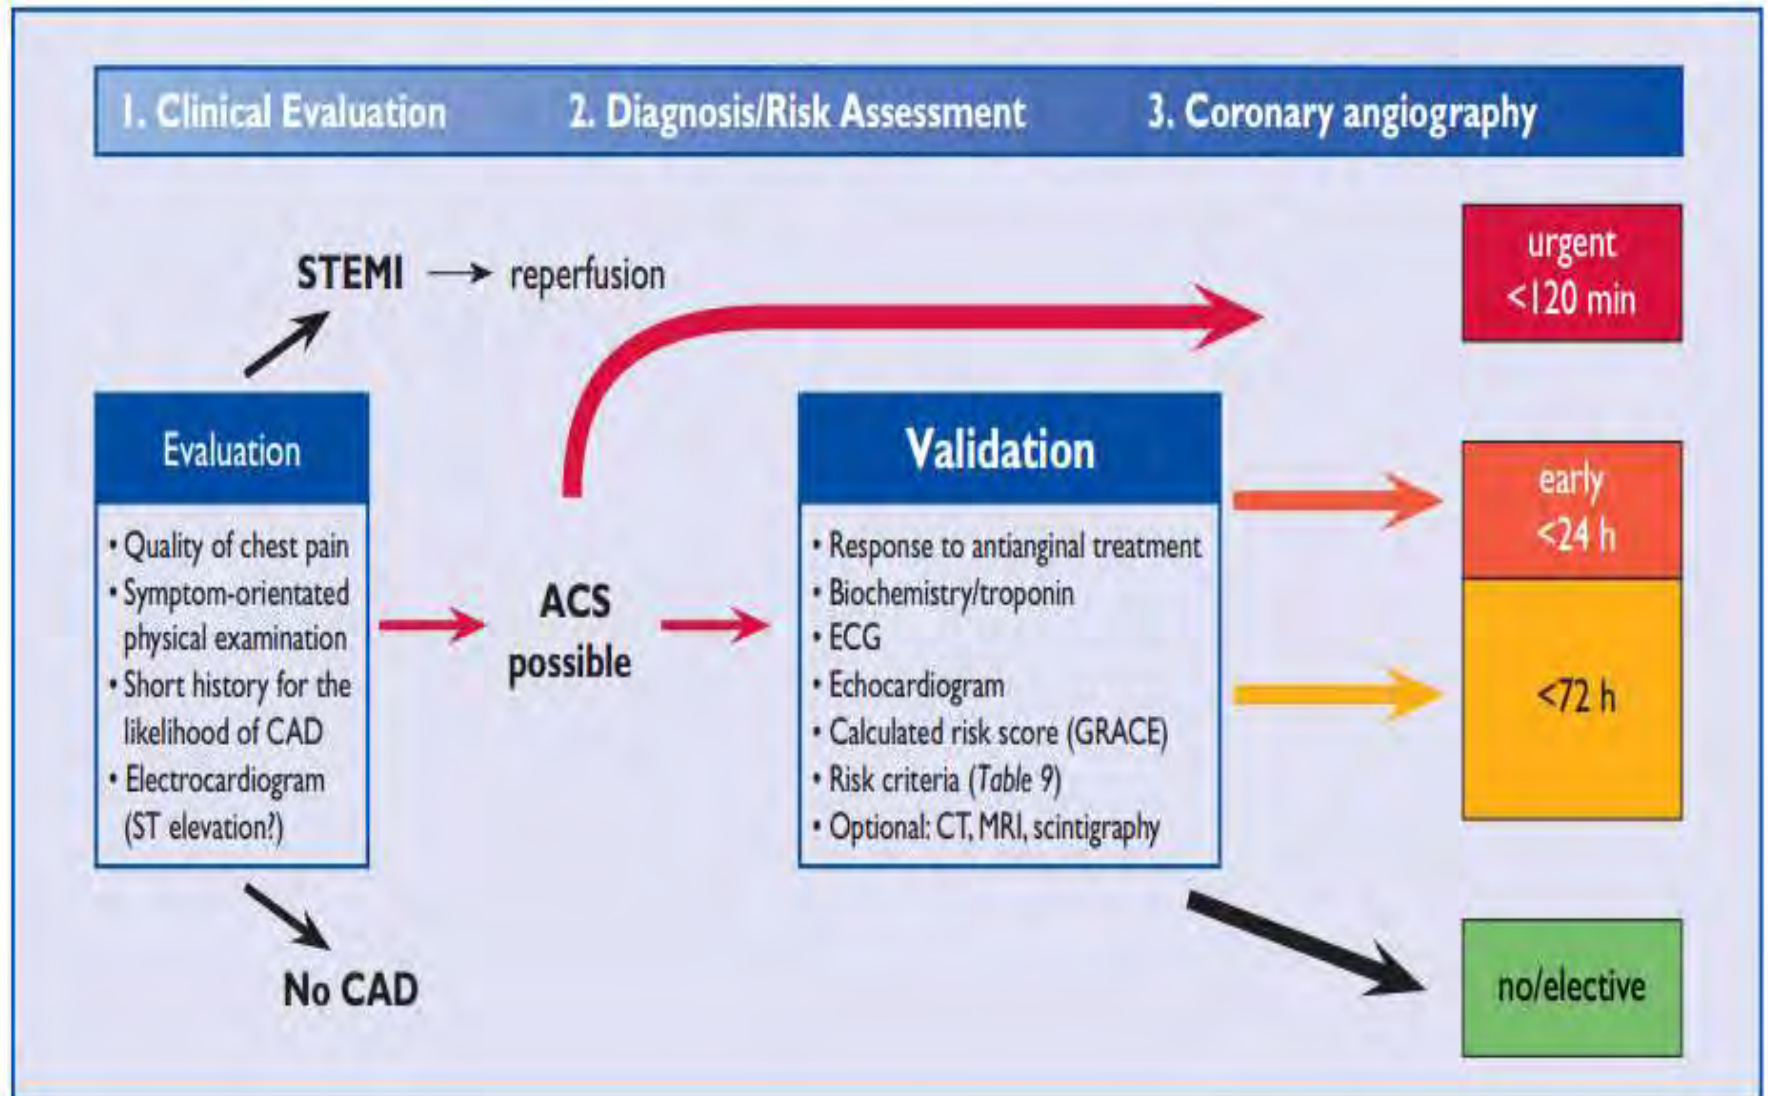 1. Clinical Evaluation 2. Diagnosis/Risk Assessment 3. Coronary angiography
STEMI → reperfusion
urgent
<120 min
Evaluation
• Quality of chest pain
• Symptom-orientated
physical examination
• Short history for the
likelihood of CAD
• Electrocardiogram
(ST elevation?)
ACS
possible
Validation
• Response to antianginal treatment
• Biochemistry/troponin
• ECG
• Echocardiogram
• Calculated risk score (GRACE)
• Risk criteria (Table 9)
• Optional: CT, MRI, scintigraphy
early
<24 h
<72 h
No CAD
no/elective